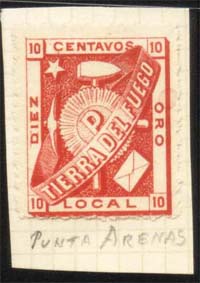 10 CENTAVOS 10
DIEZ
ORO
P
TIERRA DEL FUEGO
10 LOCAL 10
PUNTA ARENAS